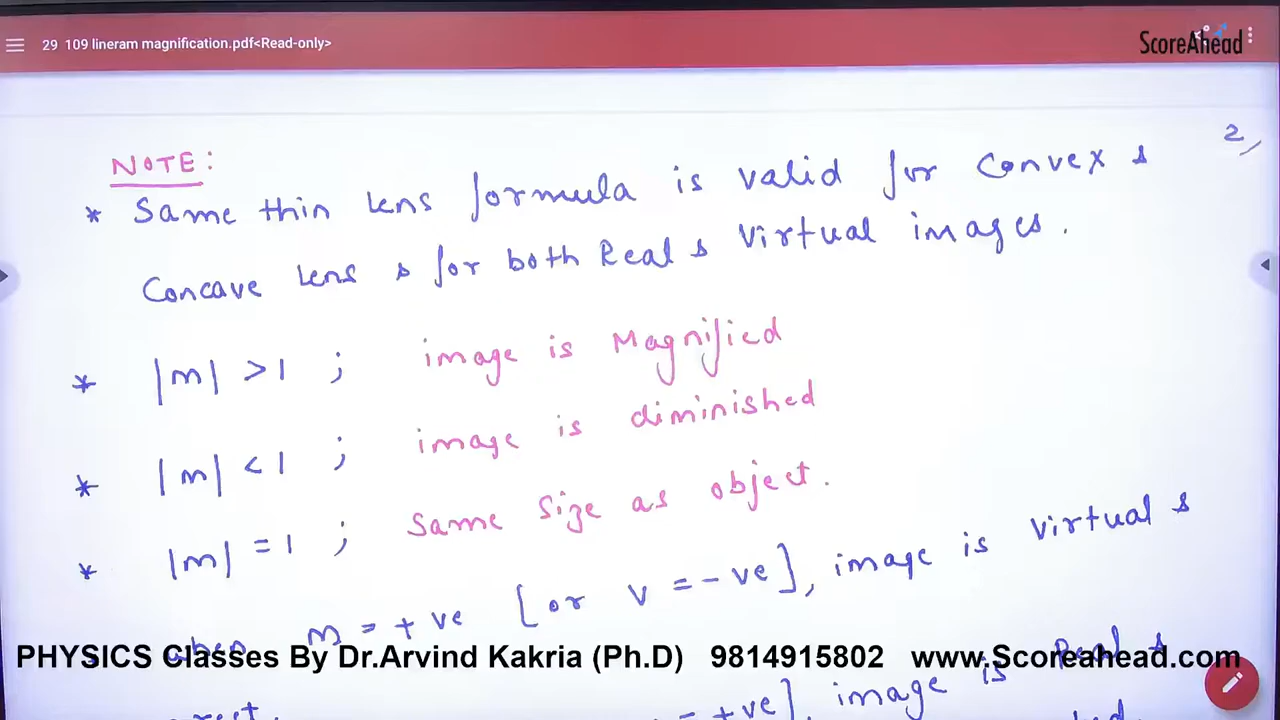 29 109 lineram magnification.pdf<Read-only>
ScoreAhead
2/
NOTE:
* Same thin lens formula is valid for Convex &
Concave lens & for both Real & Virtual images.
* |m| > 1 ; image is Magnified
* |m| < 1 ; image is diminished
* |m| = 1 ; Same Size as object.
when m = + ve [or v = - ve], image is virtual &
PHYSICS Classes By Dr.Arvind Kakria (Ph.D) 9814915802 www.Scoreahead.com
erect. = +ve], image is Real &